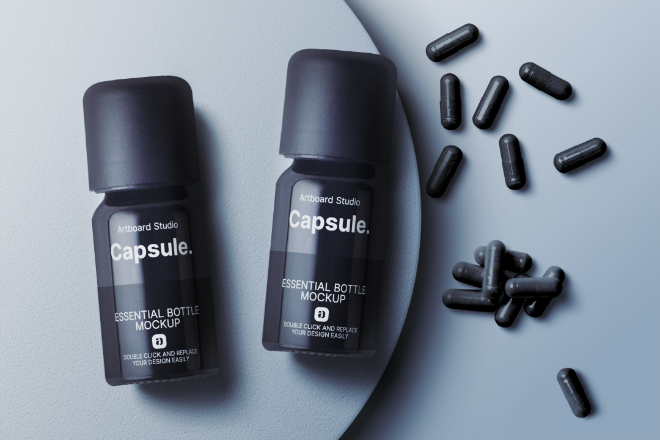 Artboard Studio
Capsule.
ESSENTIAL BOTTLE
MOCKUP
a
DOUBLE CLICK AND REPLACE
YOUR DESIGN EASILY
Artboard Studio
Capsule.
ESSENTIAL BOTTLE
MOCKUP
a
DOUBLE CLICK AND REPLACE
YOUR DESIGN EASILY